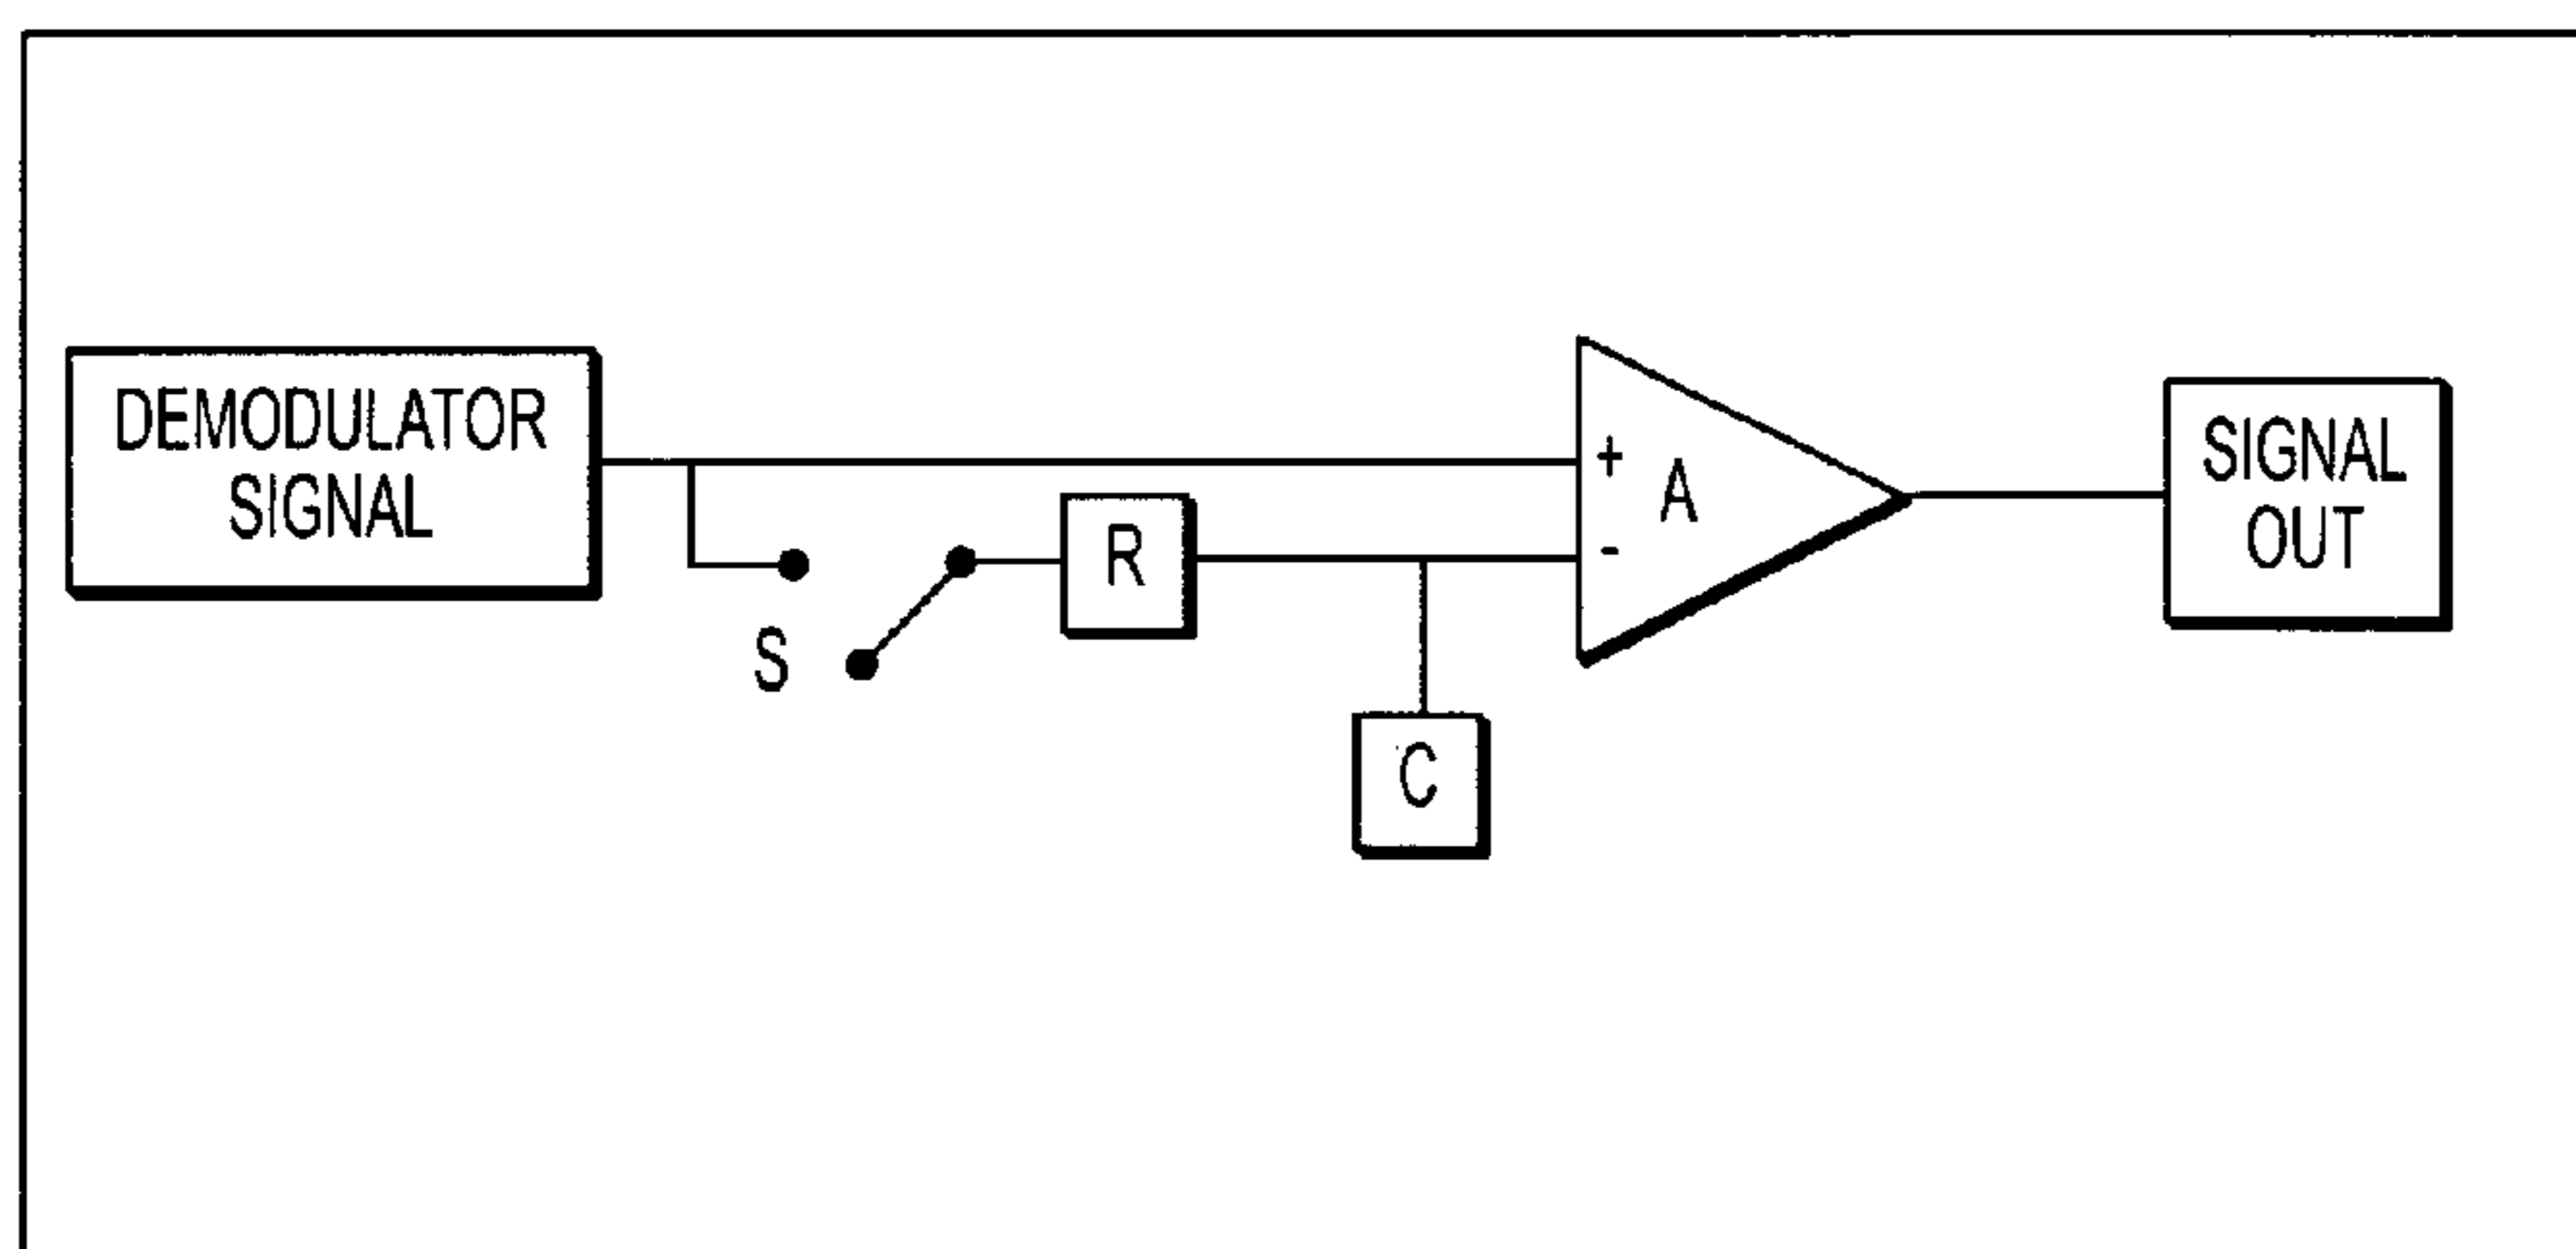 DEMODULATOR
SIGNAL
S
R
C
+
A
-
SIGNAL
OUT